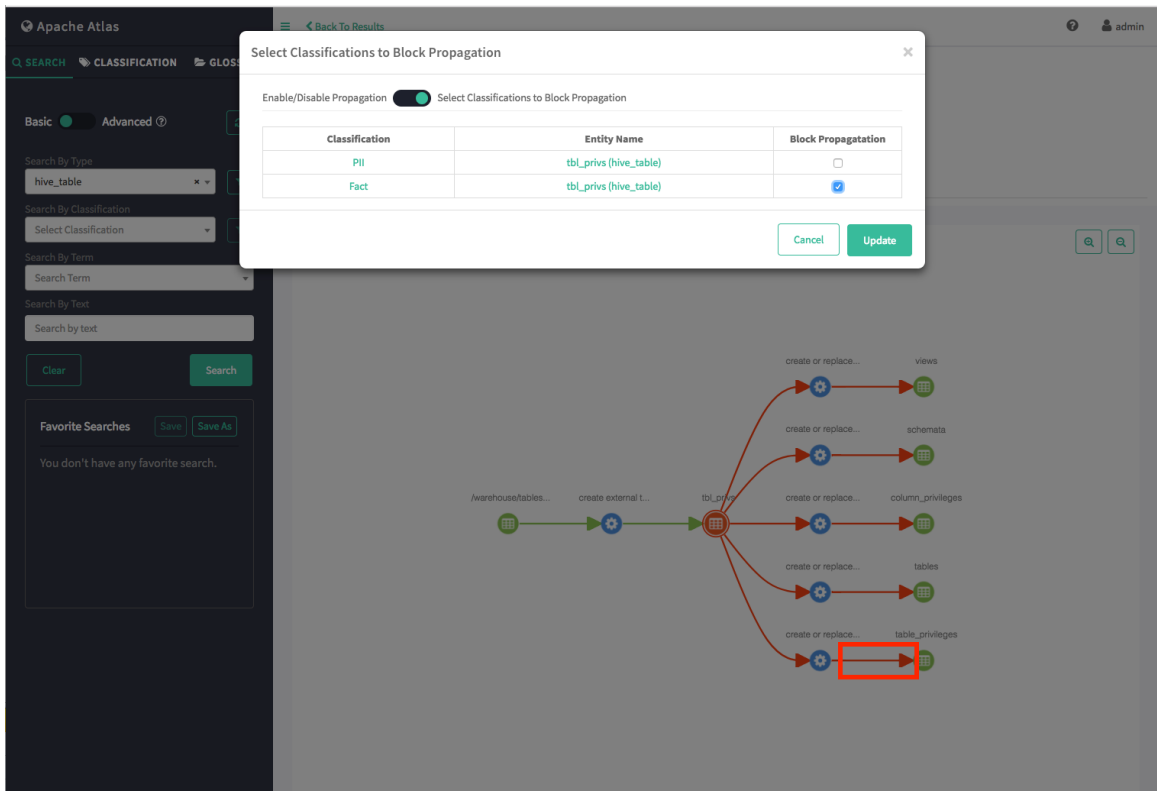 Apache Atlas
Back To Results
admin
SEARCH CLASSIFICATION
Select Classifications to Block Propagation
×
Enable/Disable Propagation Select Classifications to Block Propagation
Classification Entity Name Block Propagatation
PII tbl_privs (hive_table)
Fact tbl_privs (hive_table)
Cancel Update
Basic Advanced
Search By Type
hive_table
Search By Classification
Select Classification
Search By Term
Search Term
Search By Text
Search by text
Clear Search
Favorite Searches Save Save As
You don't have any favorite search.
create or replace... views
create or replace... schemata
/warehouse/tables... create external t... tbl_privs create or replace... column_privileges
create or replace... tables
create or replace... table_privileges